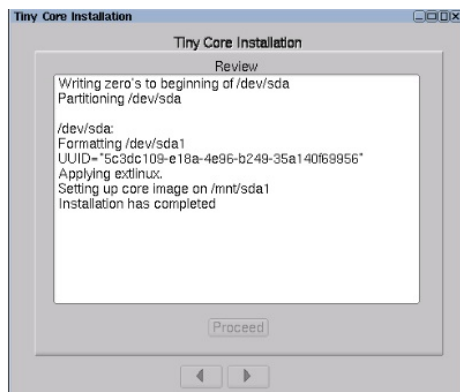 Tiny Core Installation
Tiny Core Installation
Review
Writing zero's to beginning of /dev/sda
Partitioning /dev/sda
/dev/sda:
Formatting /dev/sda1
UUID="5c3dc109-e18a-4e96-b249-35a140f69956"
Applying extlinux.
Setting up core image on /mnt/sda1
Installation has completed
Proceed